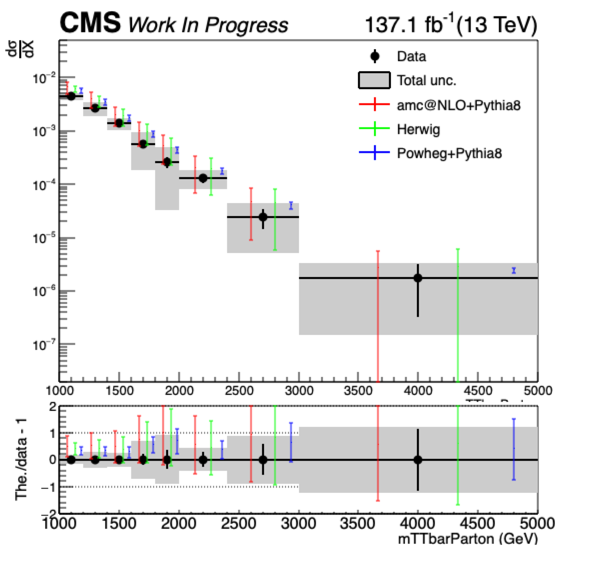 CMS Work In Progress 137.1 fb⁻¹(13 TeV)
dσ
dX
Data
Total unc.
amc@NLO+Pythia8
Herwig
Powheg+Pythia8
10⁻²
10⁻³
10⁻⁴
10⁻⁵
10⁻⁶
10⁻⁷
1000 1500 2000 2500 3000 3500 4000 4500 5000
The./data - 1
2
1
0
−1
−2
1000 1500 2000 2500 3000 3500 4000 4500 5000
mTTbarParton (GeV)